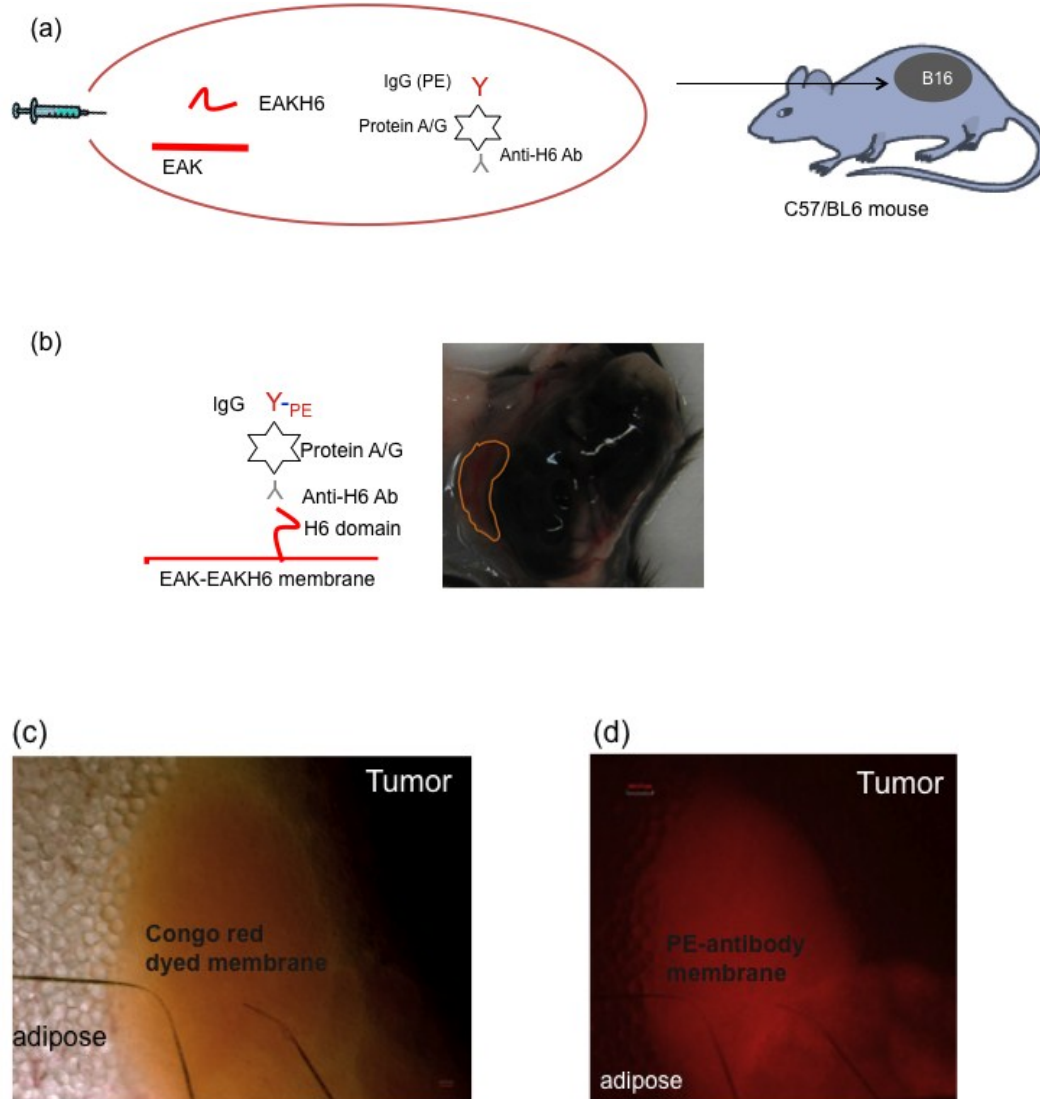 (a)
IgG (PE)
Y
EAKH6
Protein A/G
Anti-H6 Ab
EAK
B16
C57/BL6 mouse
(b)
IgG
Y-PE
Protein A/G
Anti-H6 Ab
H6 domain
EAK-EAKH6 membrane
(c)
Tumor
Congo red
dyed membrane
adipose
(d)
Tumor
PE-antibody
membrane
adipose